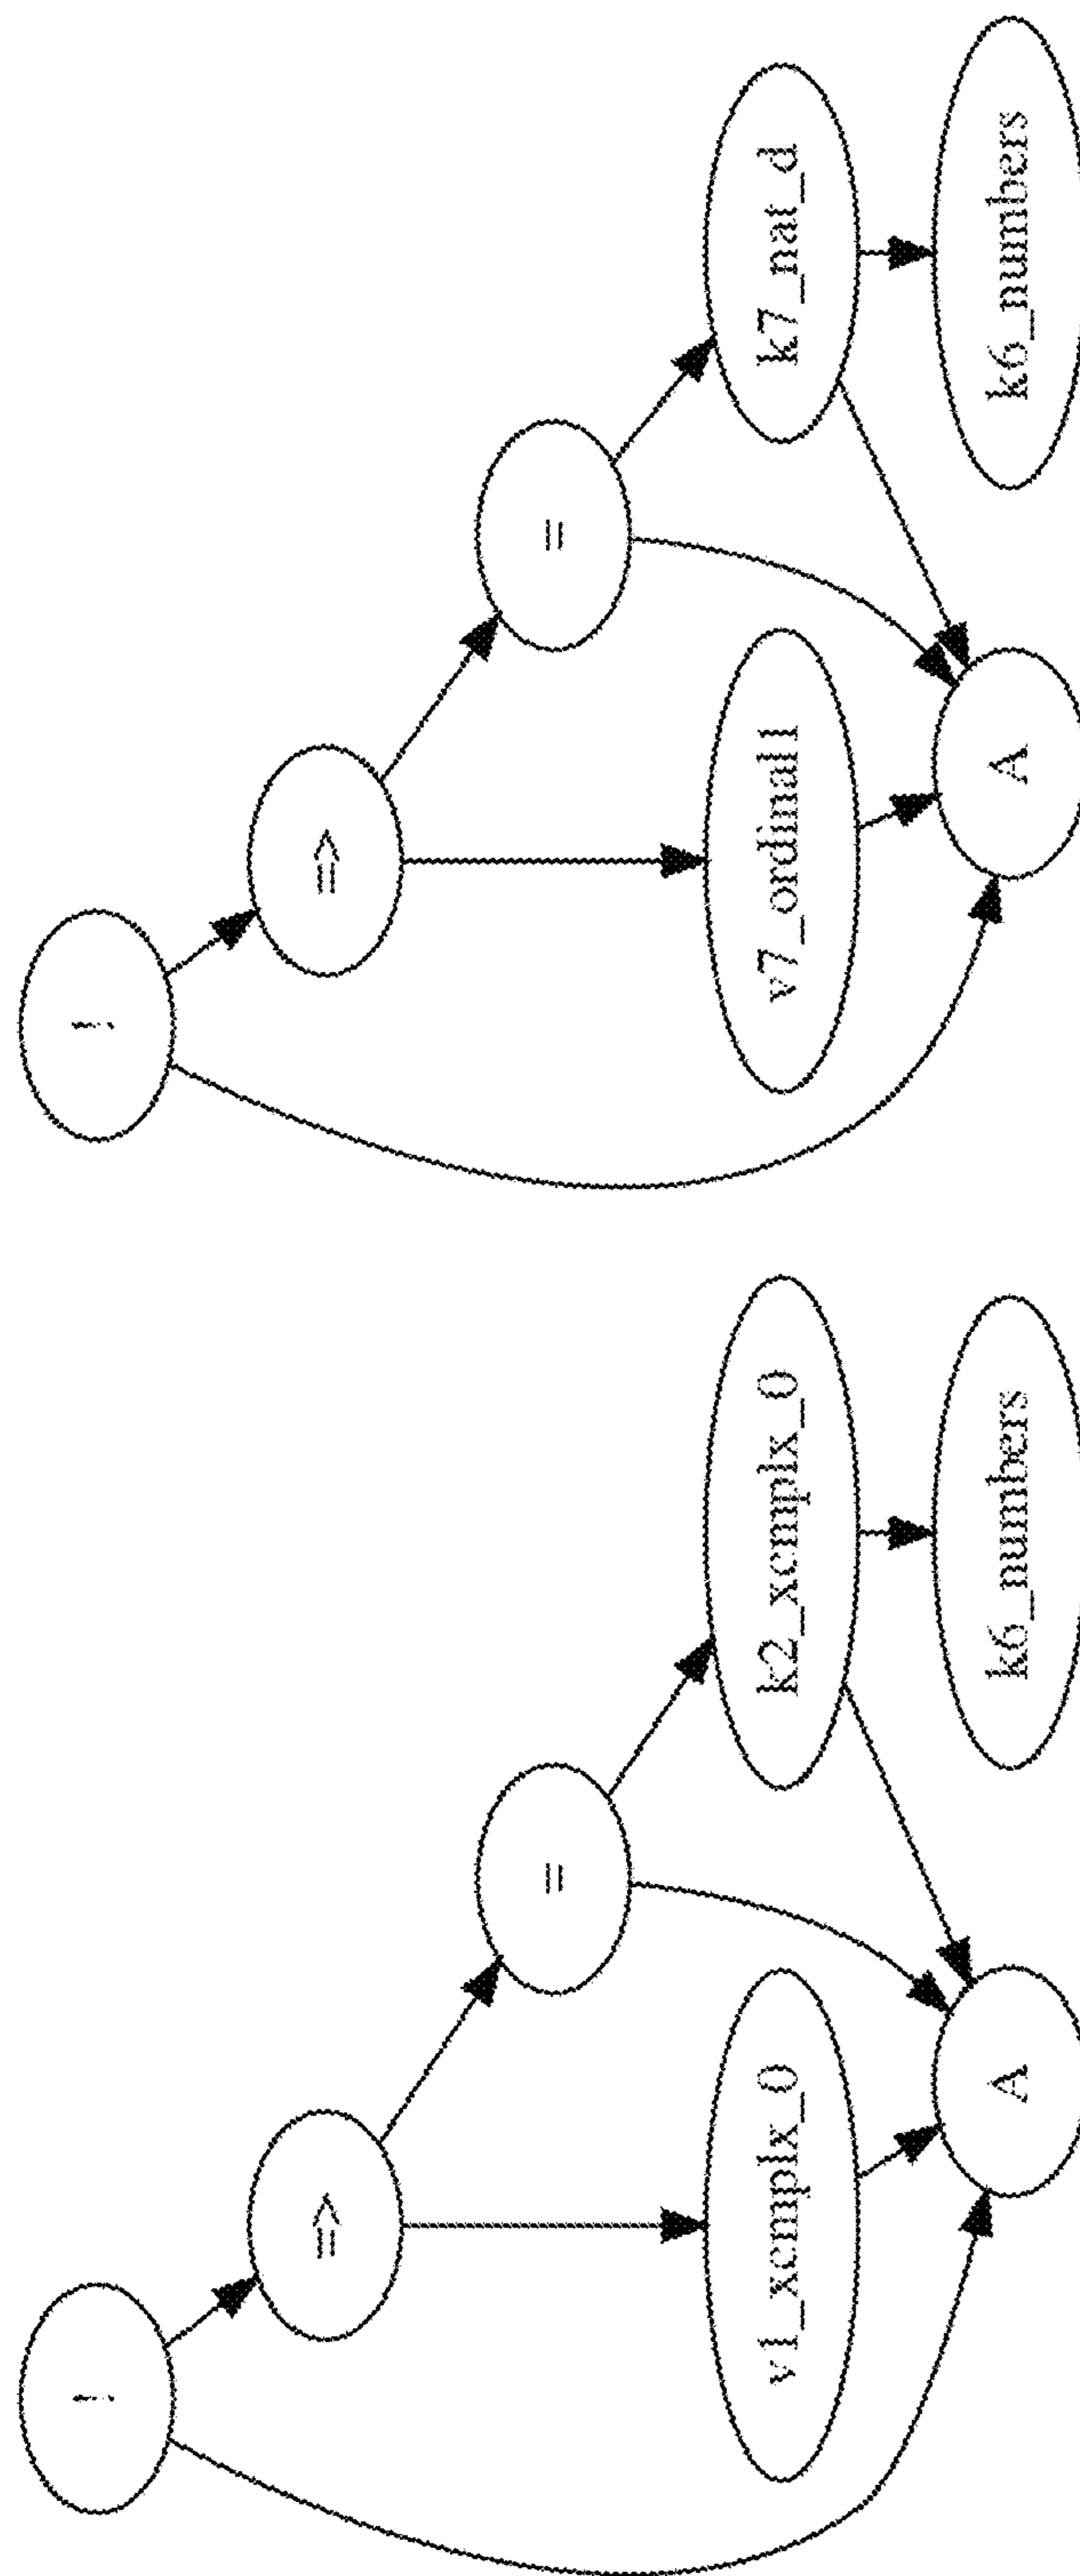 !
⇒
=
v1_xcmplx_0
k2_xcmplx_0
A
k6_numbers
!
⇒
=
v7_ordinal1
k7_nat_d
A
k6_numbers